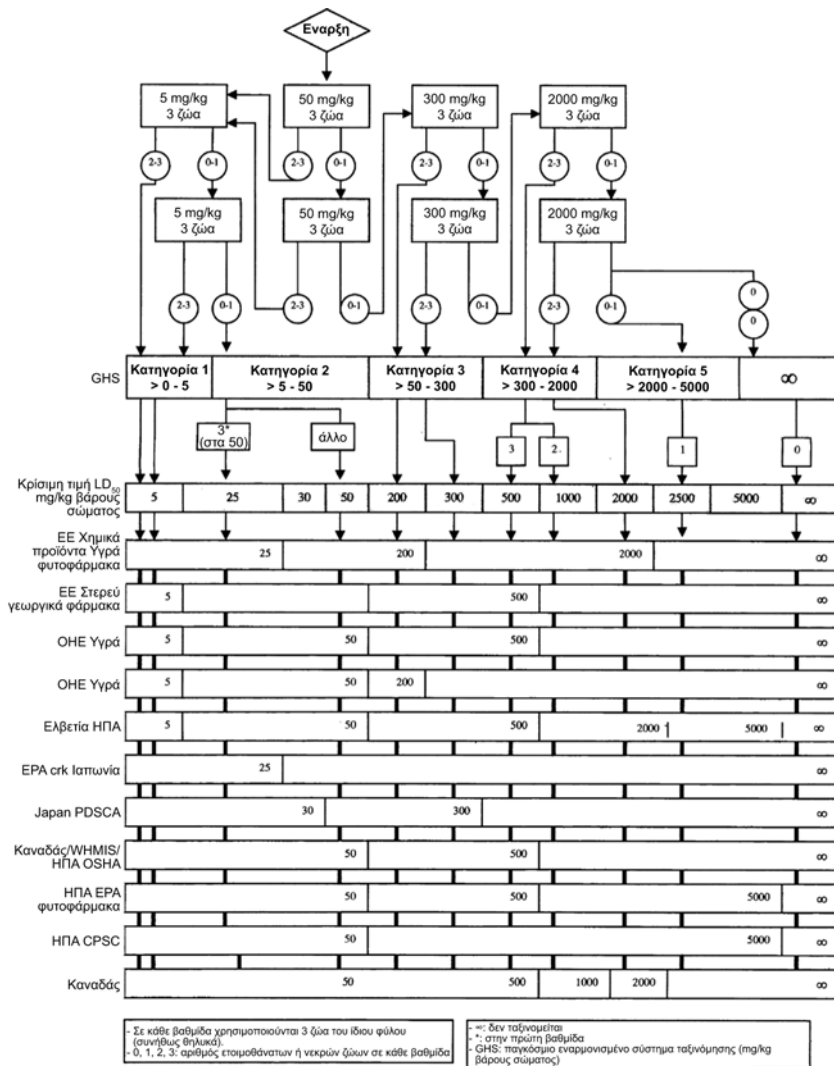 Εναρξη
5 mg/kg
3 ζώα
50 mg/kg
3 ζώα
300 mg/kg
3 ζώα
2000 mg/kg
3 ζώα
2-3
0-1
2-3
0-1
2-3
0-1
2-3
0-1
5 mg/kg
3 ζώα
50 mg/kg
3 ζώα
300 mg/kg
3 ζώα
2000 mg/kg
3 ζώα
2-3
0-1
2-3
0-1
2-3
0-1
2-3
0-1
0
0
GHS
Κατηγορία 1
> 0 - 5
Κατηγορία 2
> 5 - 50
Κατηγορία 3
> 50 - 300
Κατηγορία 4
> 300 - 2000
Κατηγορία 5
> 2000 - 5000
∞
3*
(στα 50)
άλλο
3
2.
1
0
Κρίσιμη τιμή LD50
mg/kg βάρους
σώματος
5 25 30 50 200 300 500 1000 2000 2500 5000 ∞
ΕΕ Χημικά
προϊόντα Υγρά
φυτοφάρμακα
25 200 2000 ∞
ΕΕ Στερεύ
γεωργικά φάρμακα
5 500 ∞
ΟΗΕ Υγρά
5 50 500 ∞
ΟΗΕ Υγρά
5 50 200 ∞
Ελβετία ΗΠΑ
5 50 500 2000 5000 ∞
EPA crk Ιαπωνία
25 ∞
Japan PDSCA
30 300 ∞
Καναδάς/WHMIS/
ΗΠΑ OSHA
50 500 ∞
ΗΠΑ EPA
φυτοφάρμακα
50 500 5000 ∞
ΗΠΑ CPSC
50 5000 ∞
Καναδάς
50 500 1000 2000 ∞
- Σε κάθε βαθμίδα χρησιμοποιούνται 3 ζώα του ίδιου φύλου
(συνήθως θηλυκά).
- 0, 1, 2, 3: αριθμός ετοιμοθάνατων ή νεκρών ζώων σε κάθε βαθμίδα
- ∞: δεν ταξινομείται
- *: στην πρώτη βαθμίδα
- GHS: παγκόσμιο εναρμονισμένο σύστημα ταξινόμησης (mg/kg
βάρους σώματος)